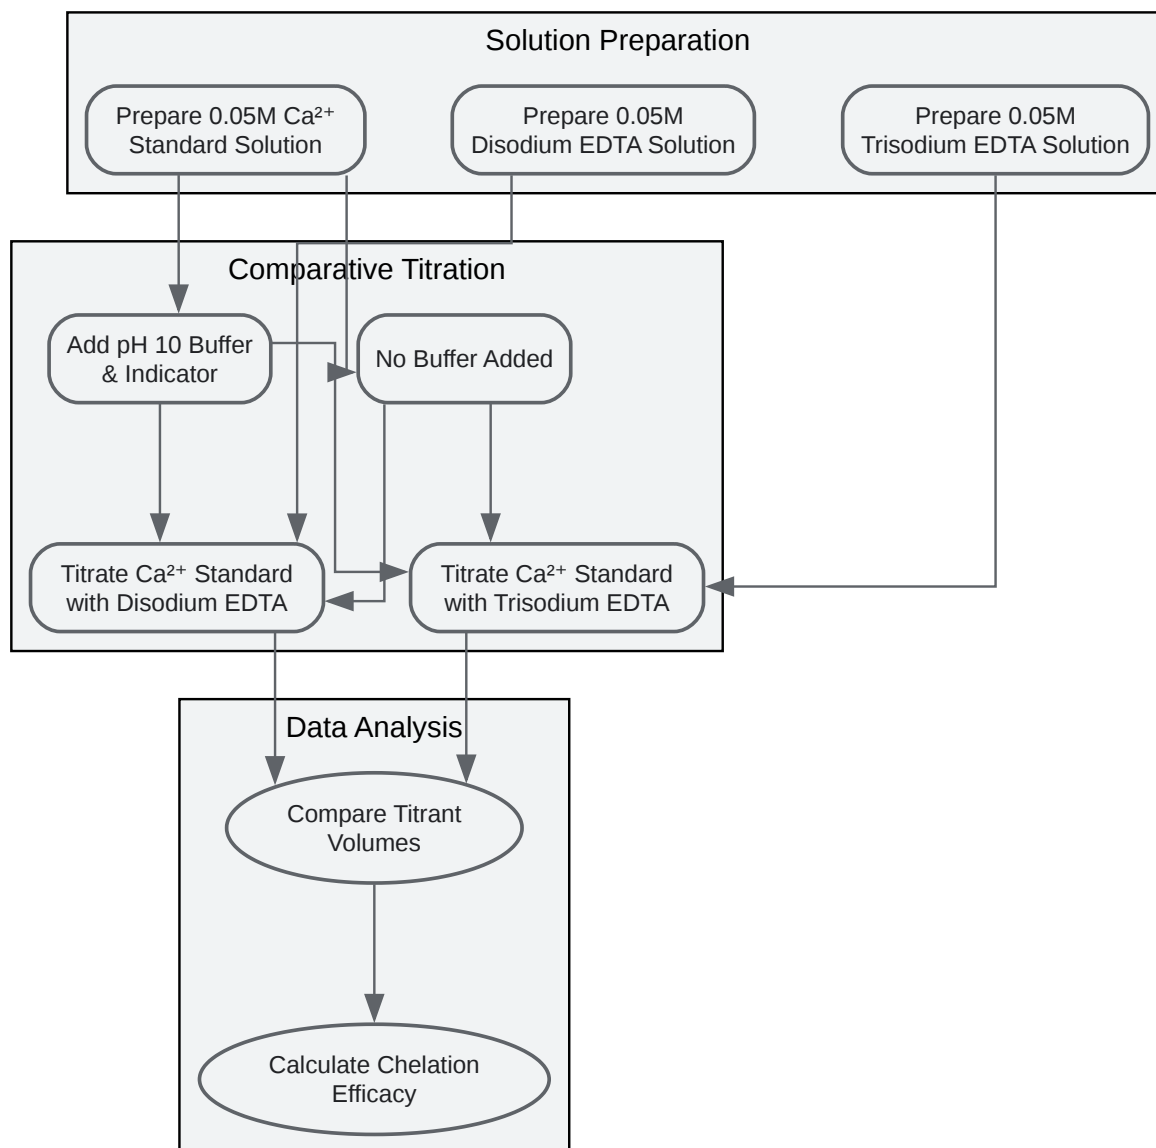 Solution Preparation
Prepare 0.05M Ca²⁺
Standard Solution
Prepare 0.05M
Disodium EDTA Solution
Prepare 0.05M
Trisodium EDTA Solution
Comparative Titration
Add pH 10 Buffer
& Indicator
No Buffer Added
Titrate Ca²⁺ Standard
with Disodium EDTA
Titrate Ca²⁺ Standard
with Trisodium EDTA
Data Analysis
Compare Titrant
Volumes
Calculate Chelation
Efficacy